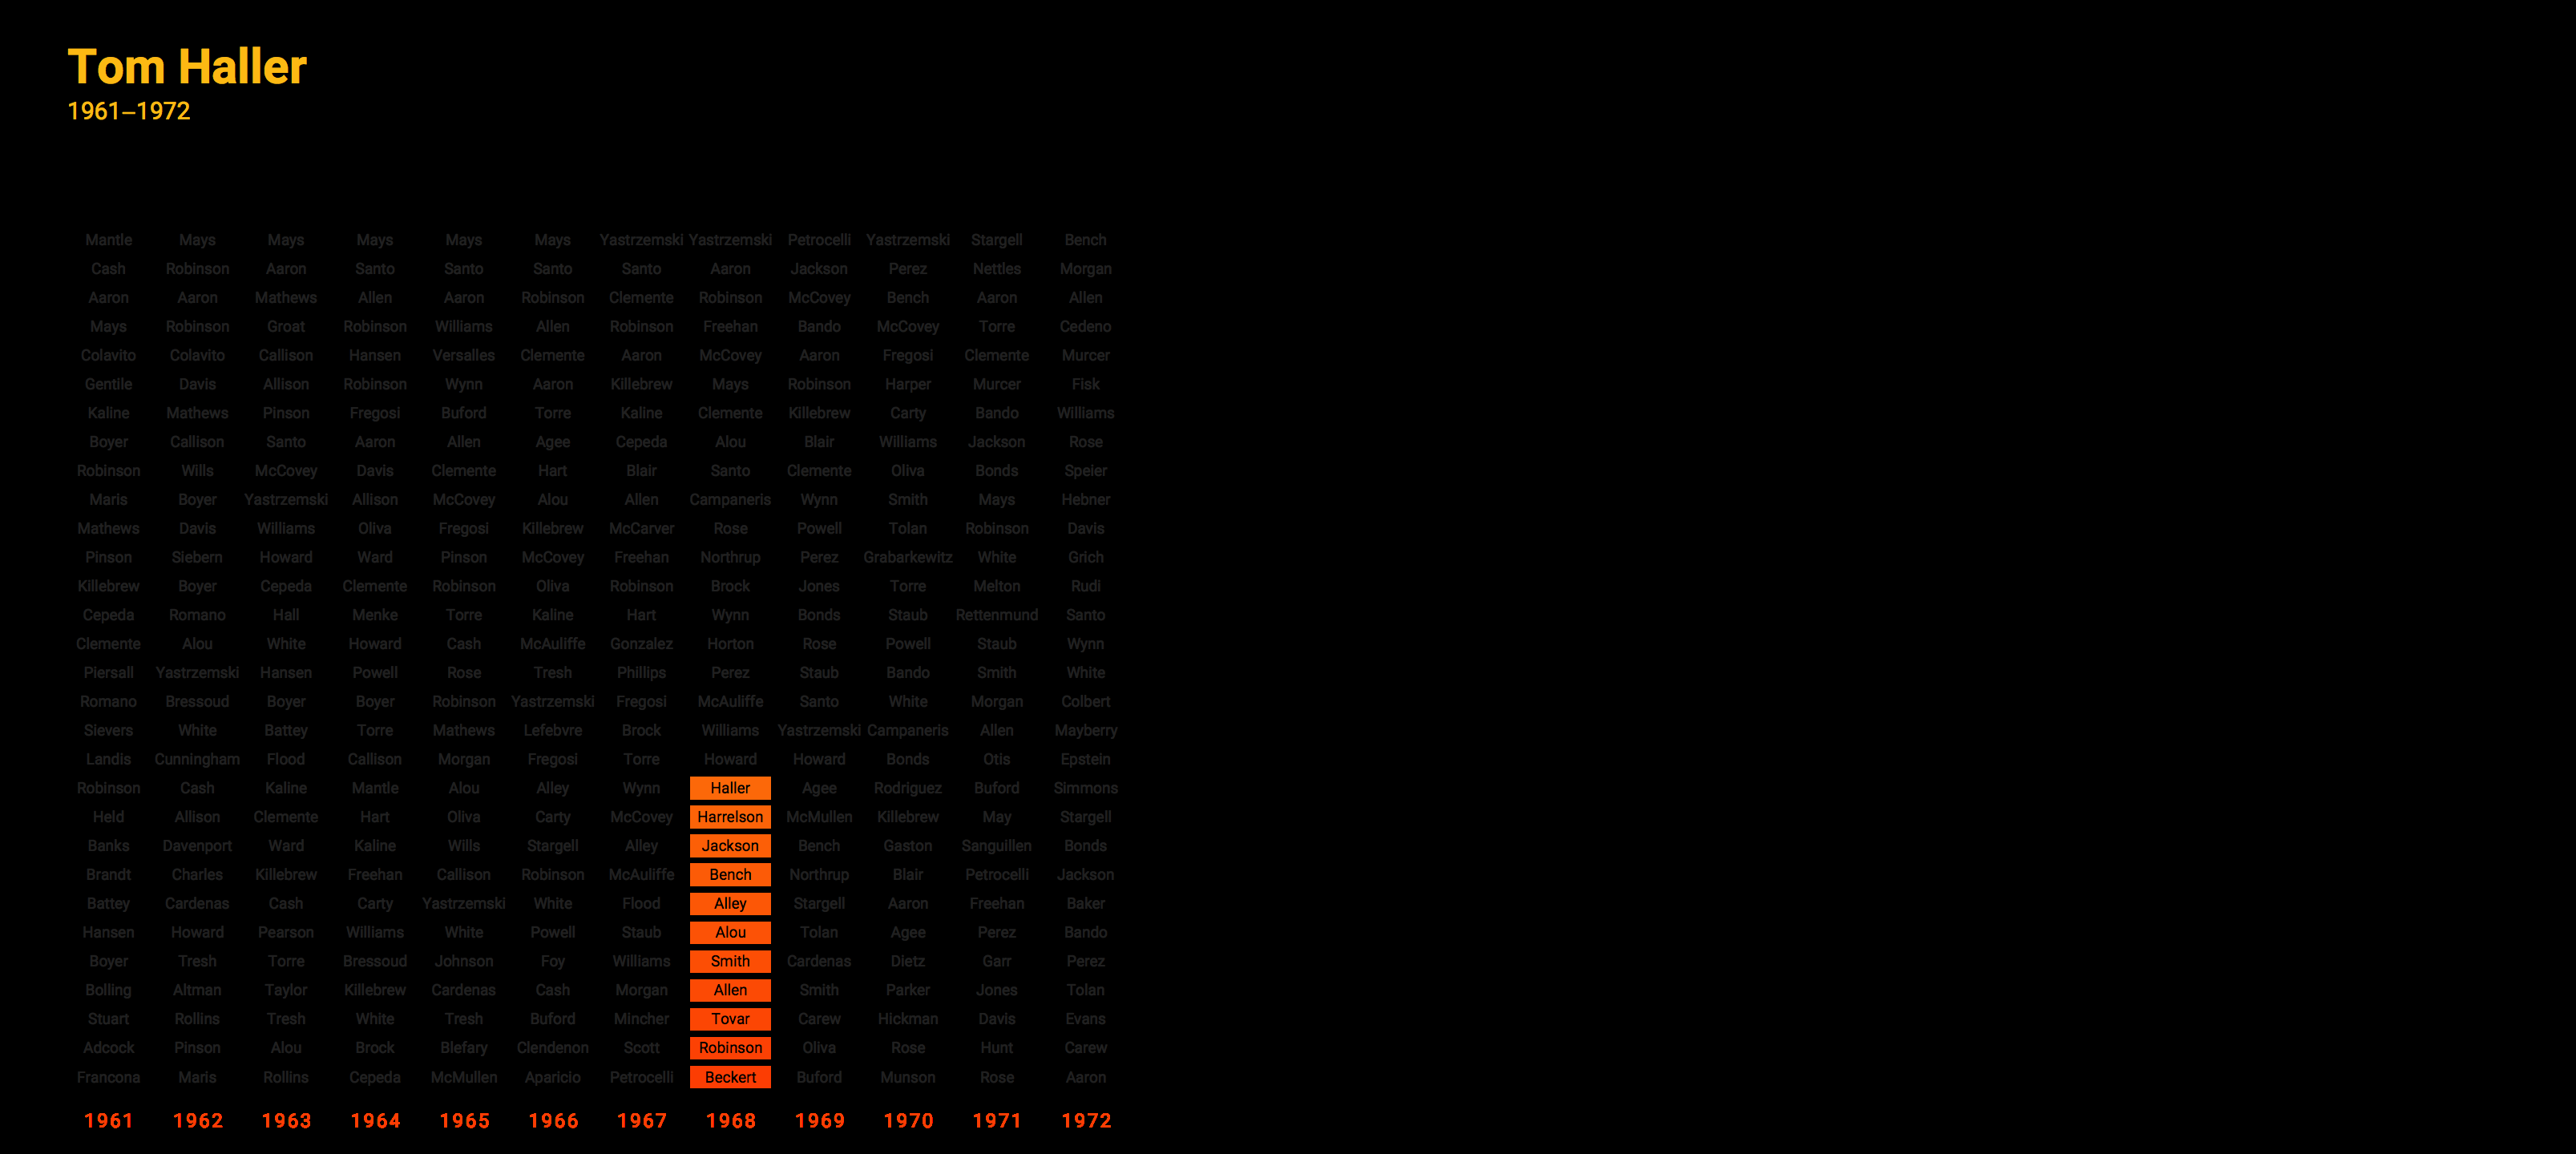 Tom Haller
1961–1972
Mantle Mays Mays Mays Mays Mays Yastrzemski Yastrzemski Petrocelli Yastrzemski Stargell Bench
Cash Robinson Aaron Santo Santo Santo Santo Aaron Jackson Perez Nettles Morgan
Aaron Aaron Mathews Allen Aaron Robinson Clemente Robinson McCovey Bench Aaron Allen
Mays Robinson Groat Robinson Williams Allen Robinson Freehan Bando McCovey Torre Cedeno
Colavito Colavito Callison Hansen Versalles Clemente Aaron McCovey Aaron Fregosi Clemente Murcer
Gentile Davis Allison Robinson Wynn Aaron Killebrew Mays Robinson Harper Murcer Fisk
Kaline Mathews Pinson Fregosi Buford Torre Kaline Clemente Killebrew Carty Bando Williams
Boyer Callison Santo Aaron Allen Agee Cepeda Alou Blair Williams Jackson Rose
Robinson Wills McCovey Davis Clemente Hart Blair Santo Clemente Oliva Bonds Speier
Maris Boyer Yastrzemski Allison McCovey Alou Allen Campaneris Wynn Smith Mays Hebner
Mathews Davis Williams Oliva Fregosi Killebrew McCarver Rose Powell Tolan Robinson Davis
Pinson Siebern Howard Ward Pinson McCovey Freehan Northrup Perez Grabarkewitz White Grich
Killebrew Boyer Cepeda Clemente Robinson Oliva Robinson Brock Jones Torre Melton Rudi
Cepeda Romano Hall Menke Torre Kaline Hart Wynn Bonds Staub Rettenmund Santo
Clemente Alou White Howard Cash McAuliffe Gonzalez Horton Rose Powell Staub Wynn
Piersall Yastrzemski Hansen Powell Rose Tresh Phillips Perez Staub Bando Smith White
Romano Bressoud Boyer Boyer Robinson Yastrzemski Fregosi McAuliffe Santo White Morgan Colbert
Sievers White Battey Torre Mathews Lefebvre Brock Williams Yastrzemski Campaneris Allen Mayberry
Landis Cunningham Flood Callison Morgan Fregosi Torre Howard Howard Bonds Otis Epstein
Robinson Cash Kaline Mantle Alou Alley Wynn Haller Agee Rodriguez Buford Simmons
Held Allison Clemente Hart Oliva Carty McCovey Harrelson McMullen Killebrew May Stargell
Banks Davenport Ward Kaline Wills Stargell Alley Jackson Bench Gaston Sanguillen Bonds
Brandt Charles Killebrew Freehan Callison Robinson McAuliffe Bench Northrup Blair Petrocelli Jackson
Battey Cardenas Cash Carty Yastrzemski White Flood Alley Stargell Aaron Freehan Baker
Hansen Howard Pearson Williams White Powell Staub Alou Tolan Agee Perez Bando
Boyer Tresh Torre Bressoud Johnson Foy Williams Smith Cardenas Dietz Garr Perez
Bolling Altman Taylor Killebrew Cardenas Cash Morgan Allen Smith Parker Jones Tolan
Stuart Rollins Tresh White Tresh Buford Mincher Tovar Carew Hickman Davis Evans
Adcock Pinson Alou Brock Blefary Clendenon Scott Robinson Oliva Rose Hunt Carew
Francona Maris Rollins Cepeda McMullen Aparicio Petrocelli Beckert Buford Munson Rose Aaron
1961 1962 1963 1964 1965 1966 1967 1968 1969 1970 1971 1972